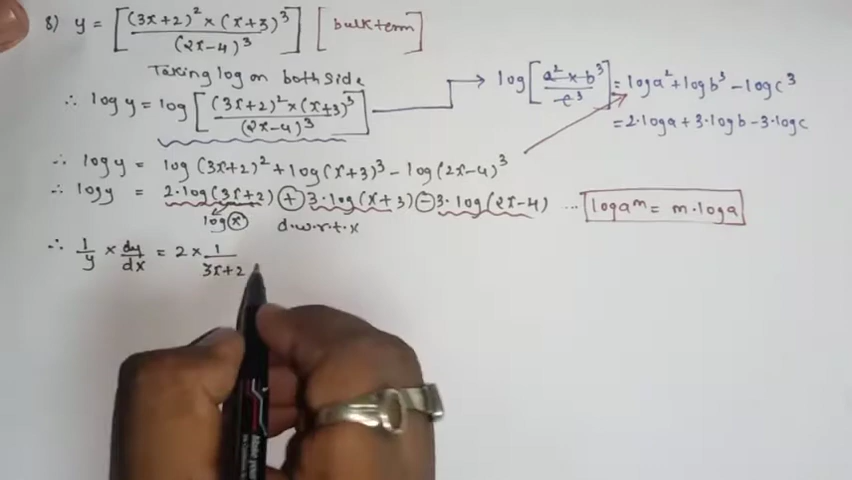 8) y = [(3x+2)² × (x+3)³ / (2x-4)³] [bulk term]
Taking log on both side
∴ log y = log [(3x+2)² × (x+3)³ / (2x-4)³]
log [a² × b³ / c³] = log a² + log b³ - log c³
= 2·log a + 3·log b - 3·log c
∴ log y = log (3x+2)² + log (x+3)³ - log (2x-4)³
∴ log y = 2·log (3x+2) + 3·log (x+3) - 3·log (2x-4) ... log aᵐ = m·log a
log (x) d.w.r.t.x
∴ 1/y × dy/dx = 2 × 1/3x+2